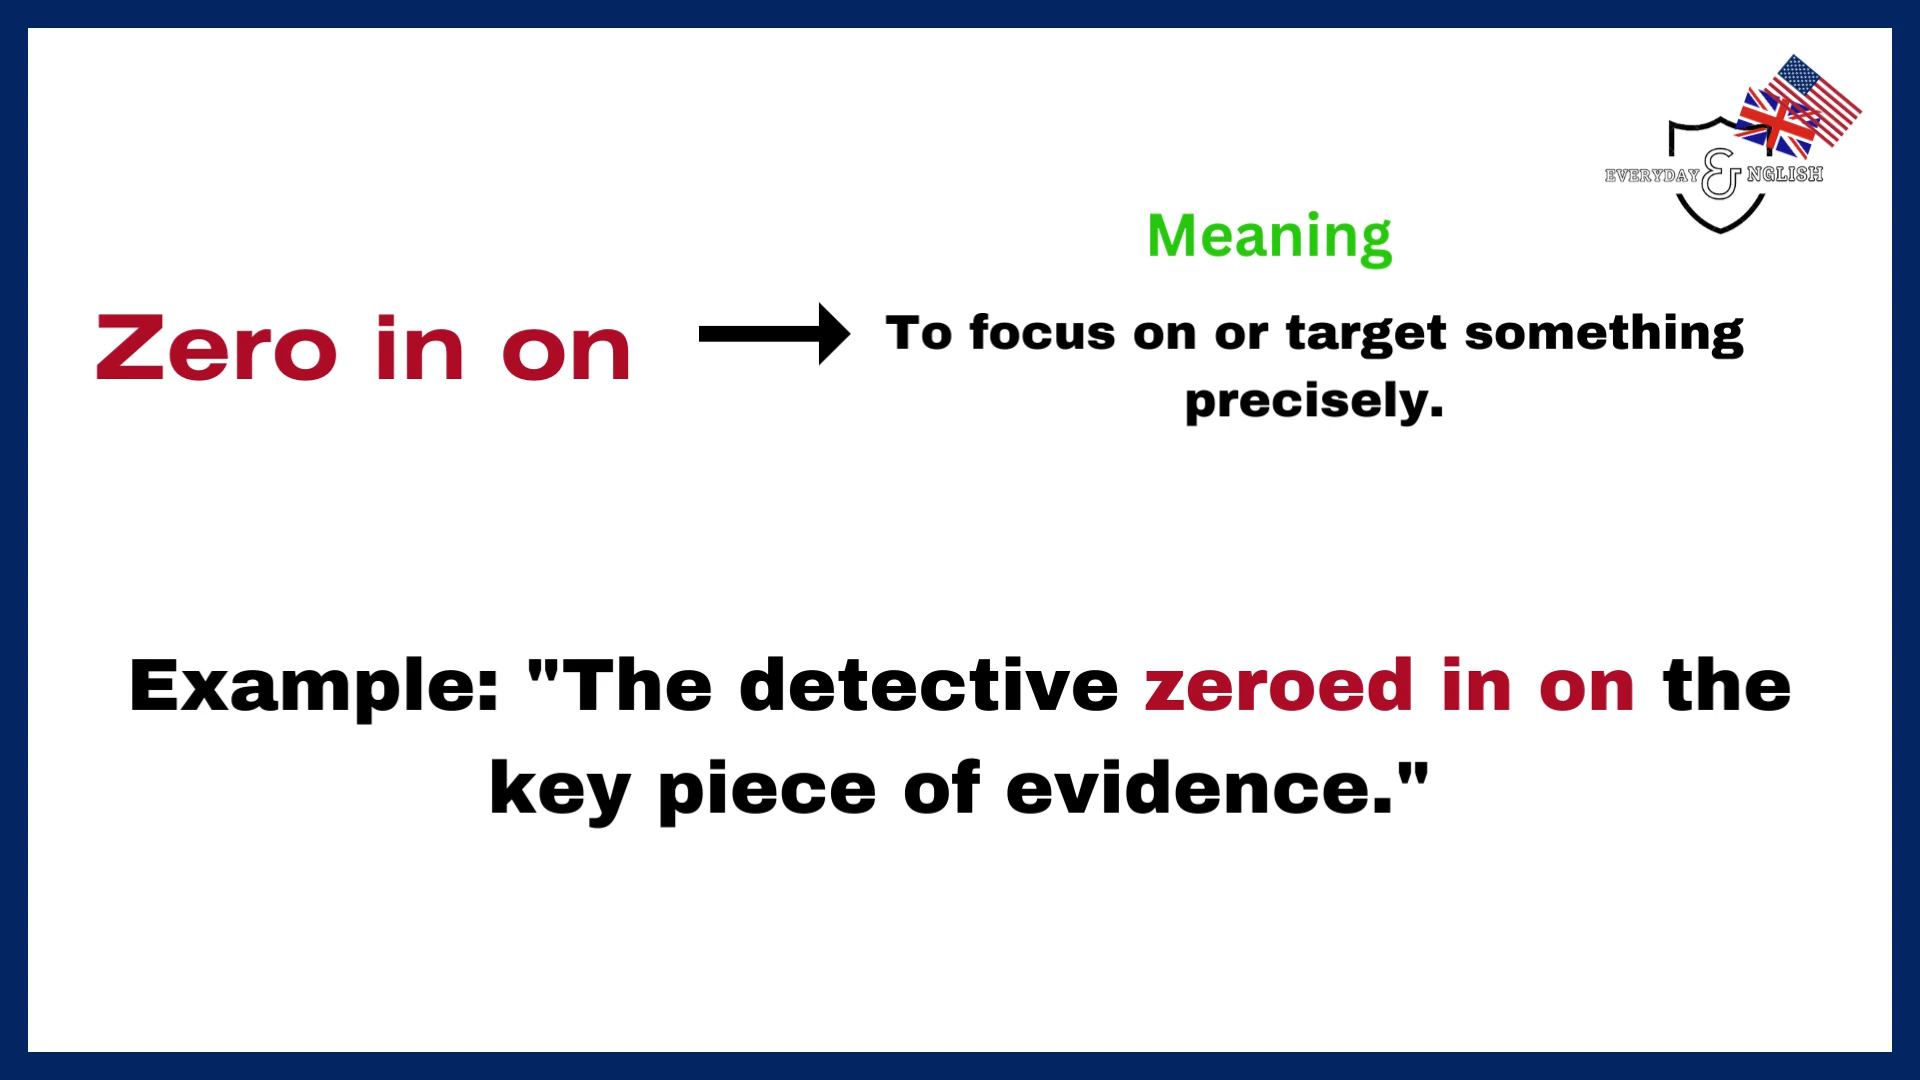 EVERYDAY & NGLISH
Meaning
Zero in on
To focus on or target something
precisely.
Example: "The detective zeroed in on the
key piece of evidence."